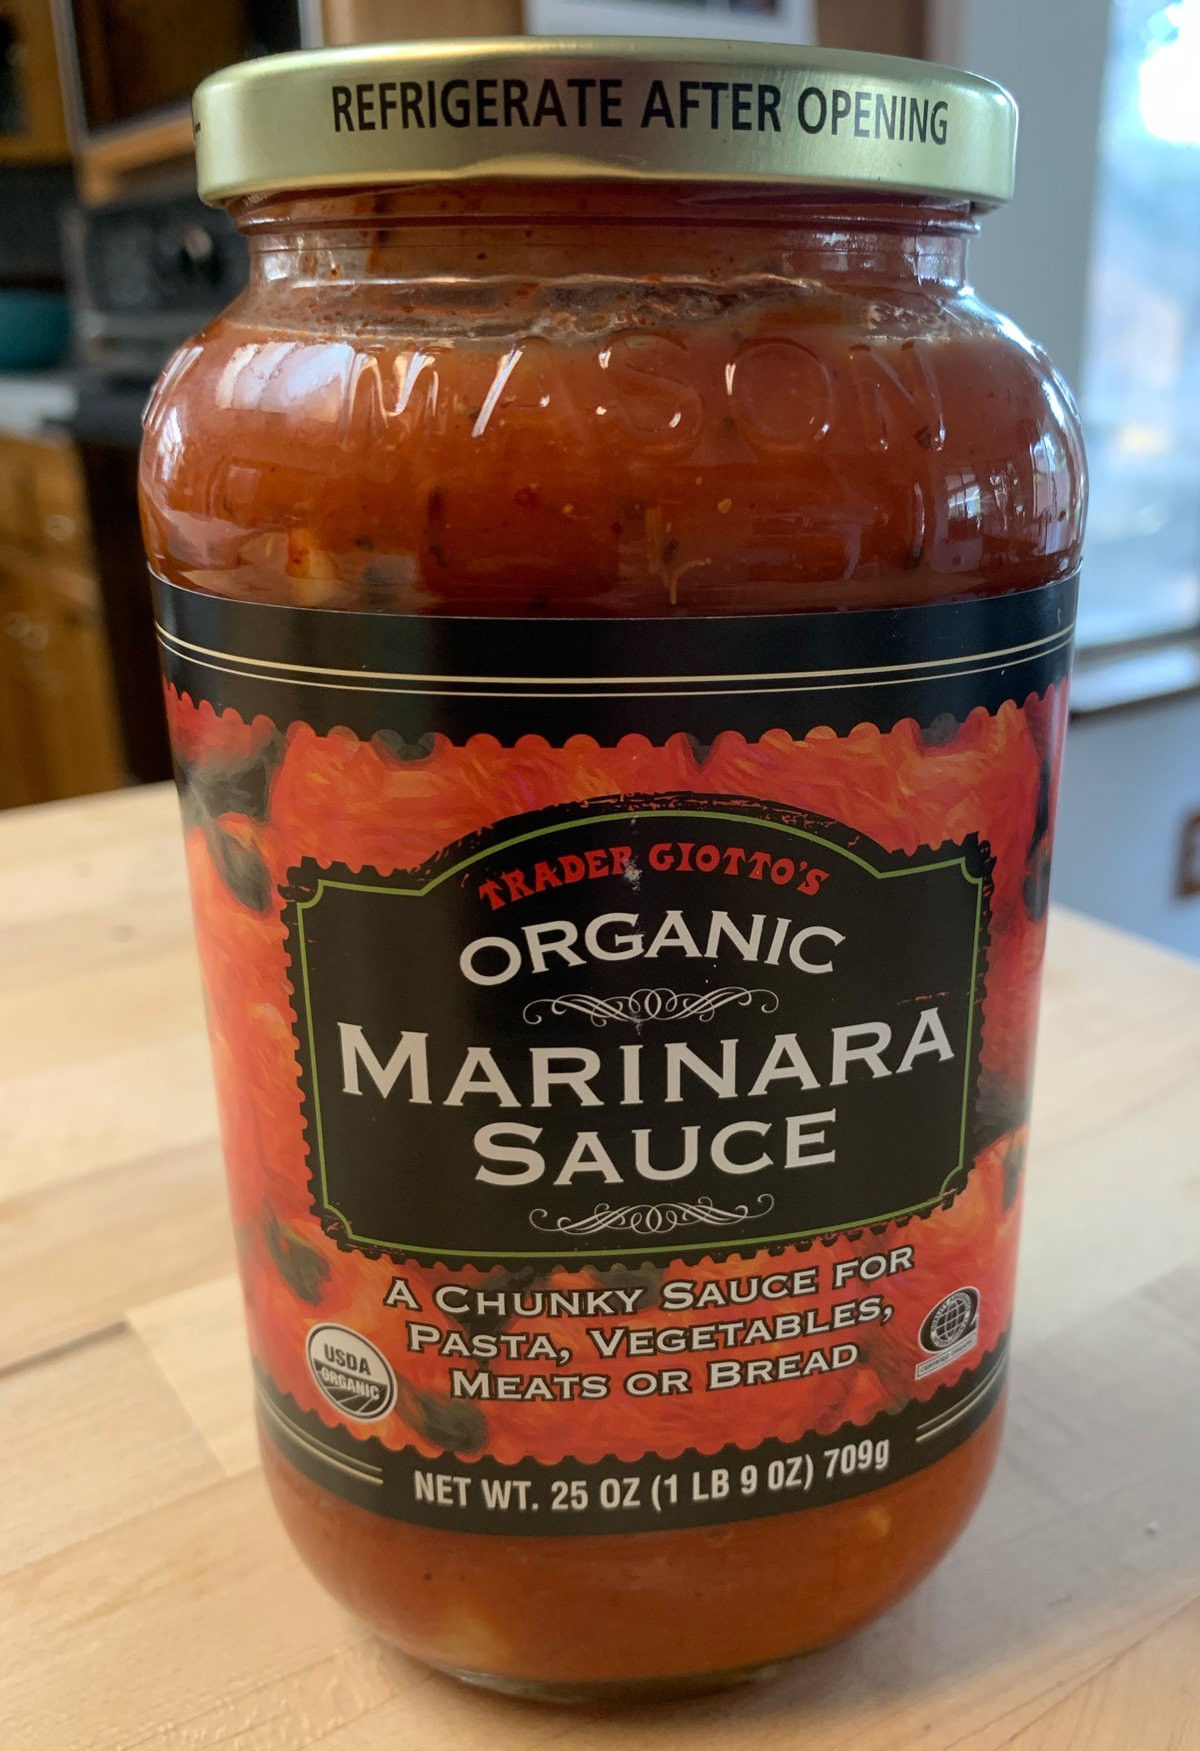 REFRIGERATE AFTER OPENING
MASON
TRADER GIOTTO'S
ORGANIC
MARINARA
SAUCE
A CHUNKY SAUCE FOR
PASTA, VEGETABLES,
MEATS OR BREAD
USDA
ORGANIC
NET WT. 25 OZ (1 LB 9 OZ) 709g